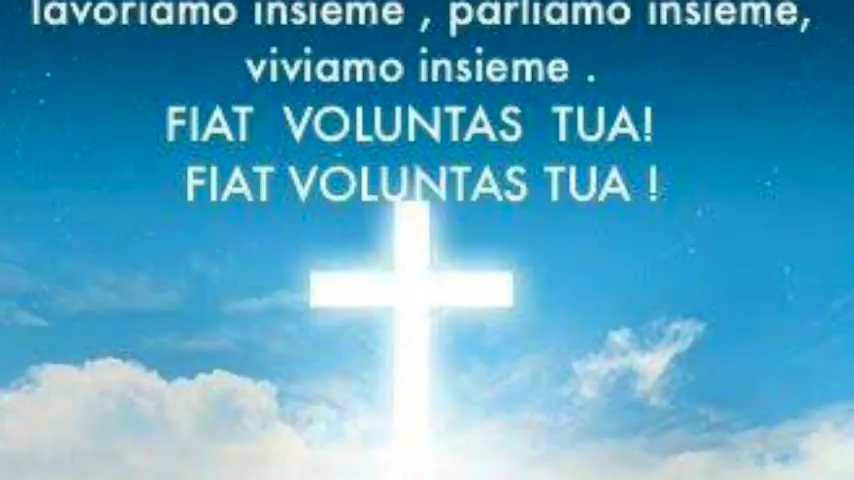 lavoriamo insieme , parliamo insieme,
viviamo insieme .
FIAT VOLUNTAS TUA!
FIAT VOLUNTAS TUA !